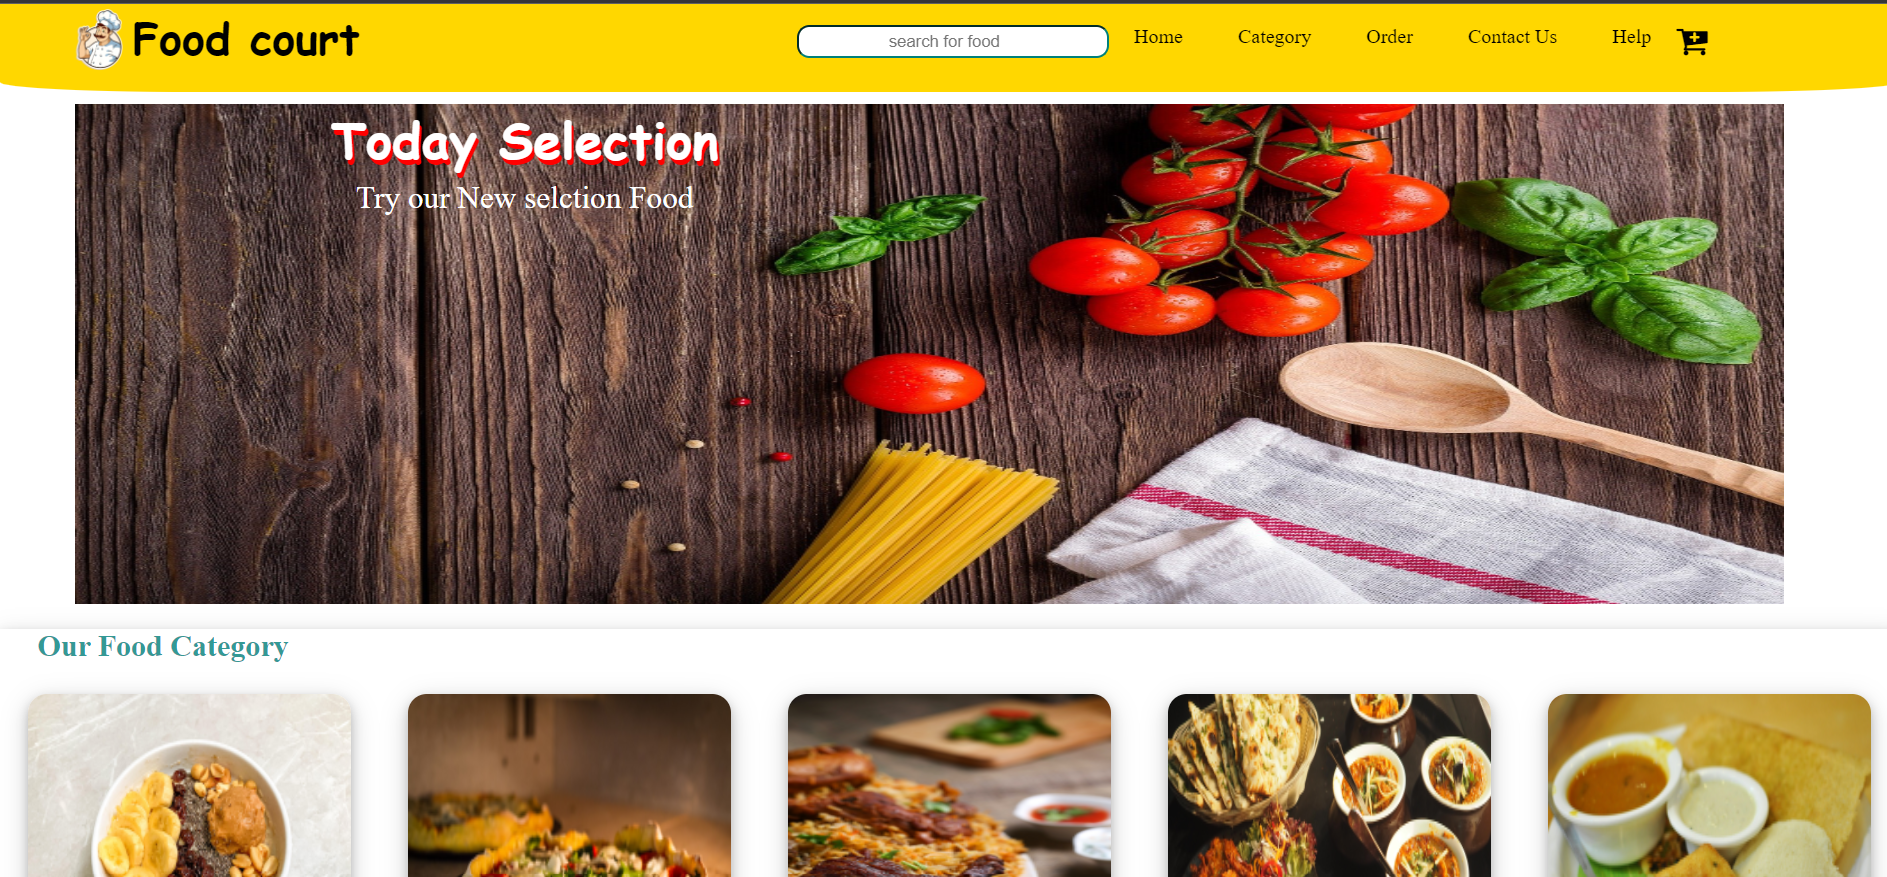 Food court
search for food
Home
Category
Order
Contact Us
Help
Today Selection
Try our New selction Food
Our Food Category